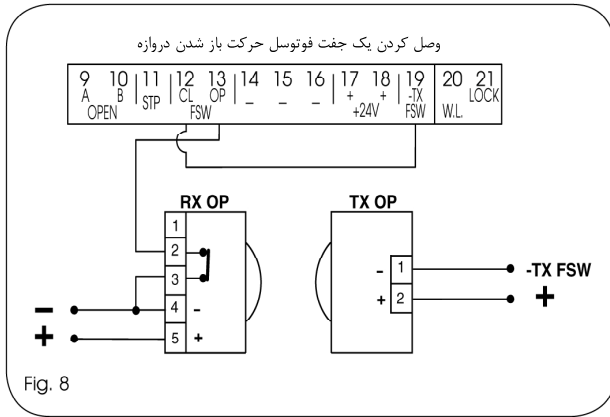 وصل کردن یک جفت فوتوسل حرکت باز شدن دروازه
9 10 11 12 13 14 15 16 17 18 19 20 21
A B STP CL OP – – – + + -TX W.L. LOCK
OPEN FSW +24V FSW
RX OP TX OP
1
2
3
4 -
5 +
- 1 -TX FSW
+ 2 +
-
+
Fig. 8